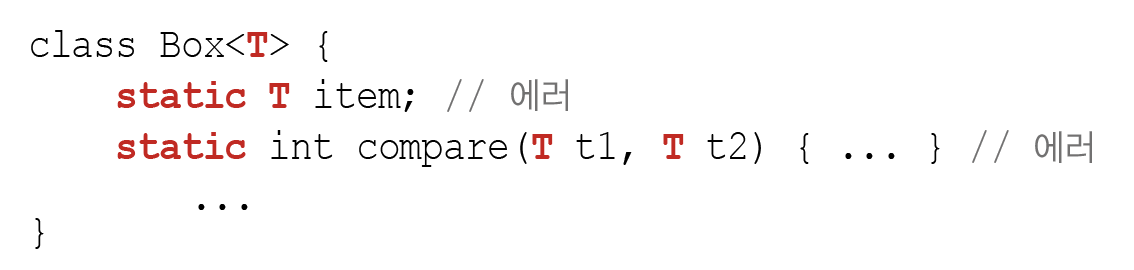 class Box<T> {
    static T item; // 에러
    static int compare(T t1, T t2) { ... } // 에러
        ...
}